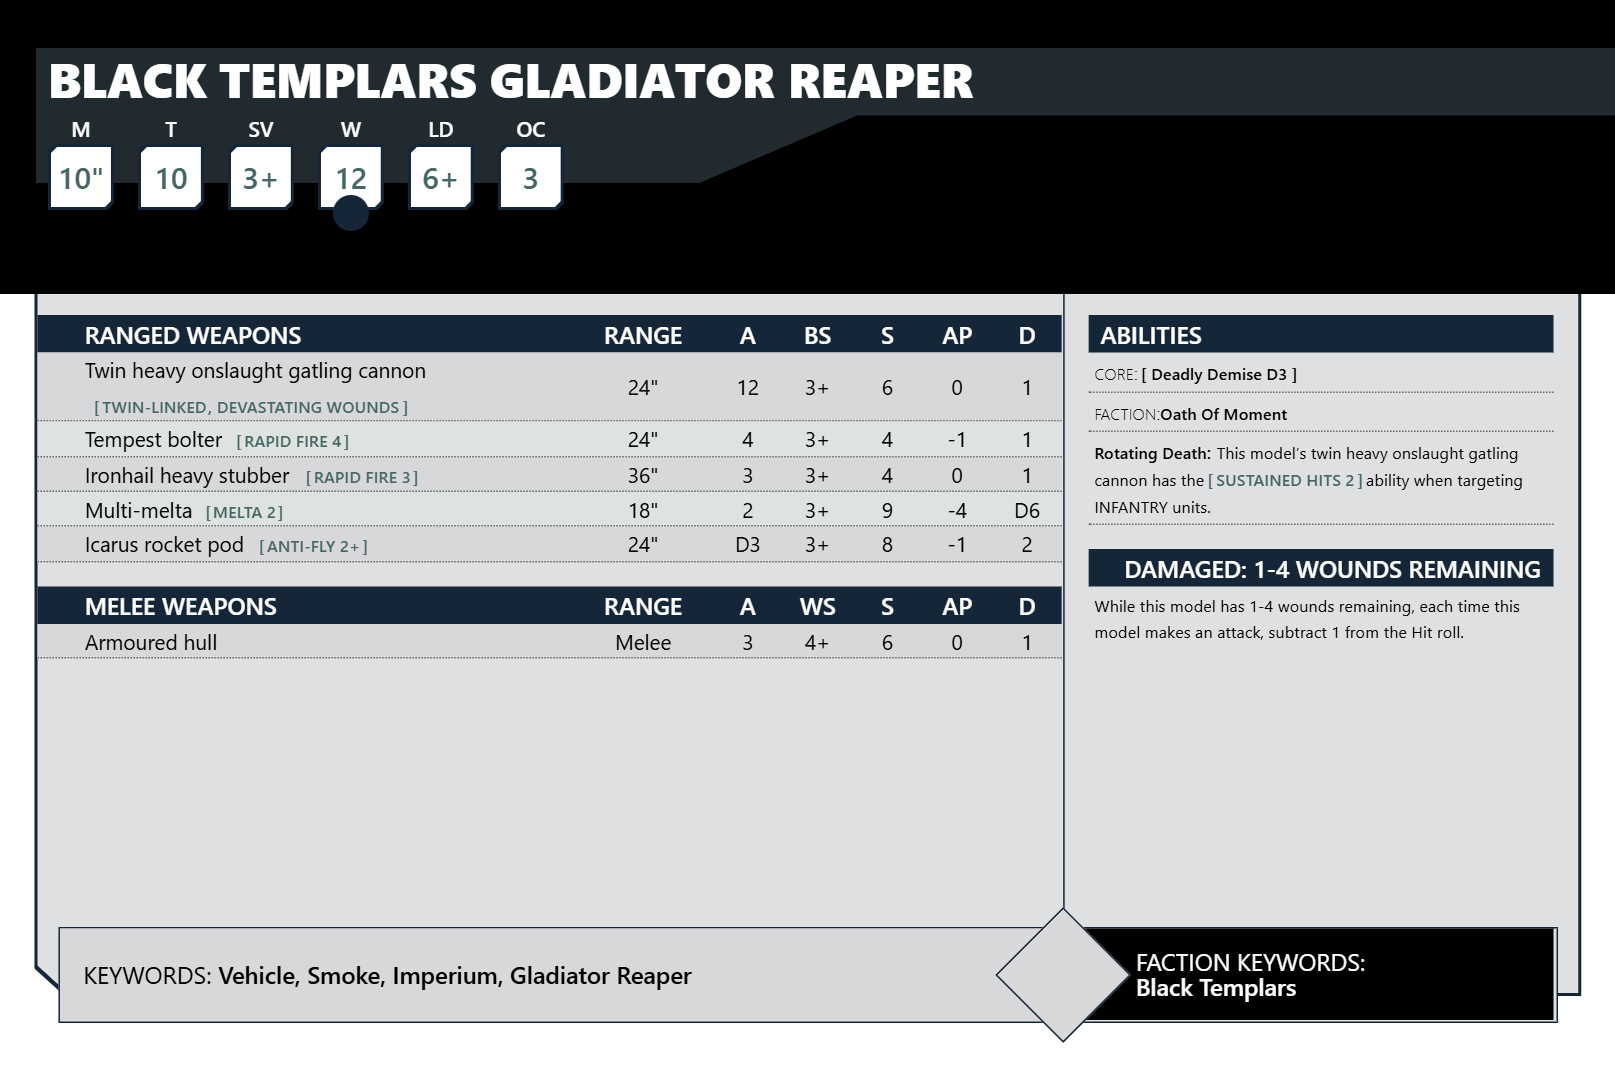 BLACK TEMPLARS GLADIATOR REAPER
M T SV W LD OC
10" 10 3+ 12 6+ 3
RANGED WEAPONS RANGE A BS S AP D
Twin heavy onslaught gatling cannon
[TWIN-LINKED, DEVASTATING WOUNDS] 24" 12 3+ 6 0 1
Tempest bolter [RAPID FIRE 4] 24" 4 3+ 4 -1 1
Ironhail heavy stubber [RAPID FIRE 3] 36" 3 3+ 4 0 1
Multi-melta [MELTA 2] 18" 2 3+ 9 -4 D6
Icarus rocket pod [ANTI-FLY 2+] 24" D3 3+ 8 -1 2
MELEE WEAPONS RANGE A WS S AP D
Armoured hull Melee 3 4+ 6 0 1
ABILITIES
CORE: [ Deadly Demise D3 ]
FACTION:Oath Of Moment
Rotating Death: This model's twin heavy onslaught gatling
cannon has the [SUSTAINED HITS 2] ability when targeting
INFANTRY units.
DAMAGED: 1-4 WOUNDS REMAINING
While this model has 1-4 wounds remaining, each time this
model makes an attack, subtract 1 from the Hit roll.
KEYWORDS: Vehicle, Smoke, Imperium, Gladiator Reaper
FACTION KEYWORDS:
Black Templars